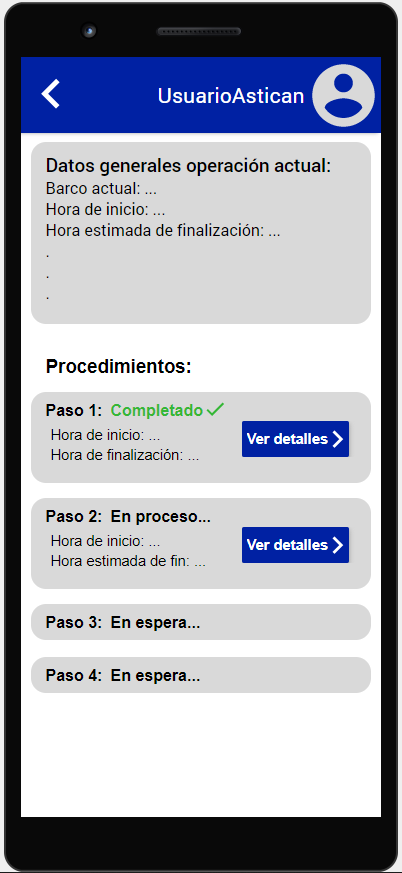 UsuarioAstican
Datos generales operación actual:
Barco actual: ...
Hora de inicio: ...
Hora estimada de finalización: ...
.
.
.
Procedimientos:
Paso 1: Completado
Hora de inicio: ...
Hora de finalización: ...
Ver detalles
Paso 2: En proceso...
Hora de inicio: ...
Hora estimada de fin: ...
Ver detalles
Paso 3: En espera...
Paso 4: En espera...